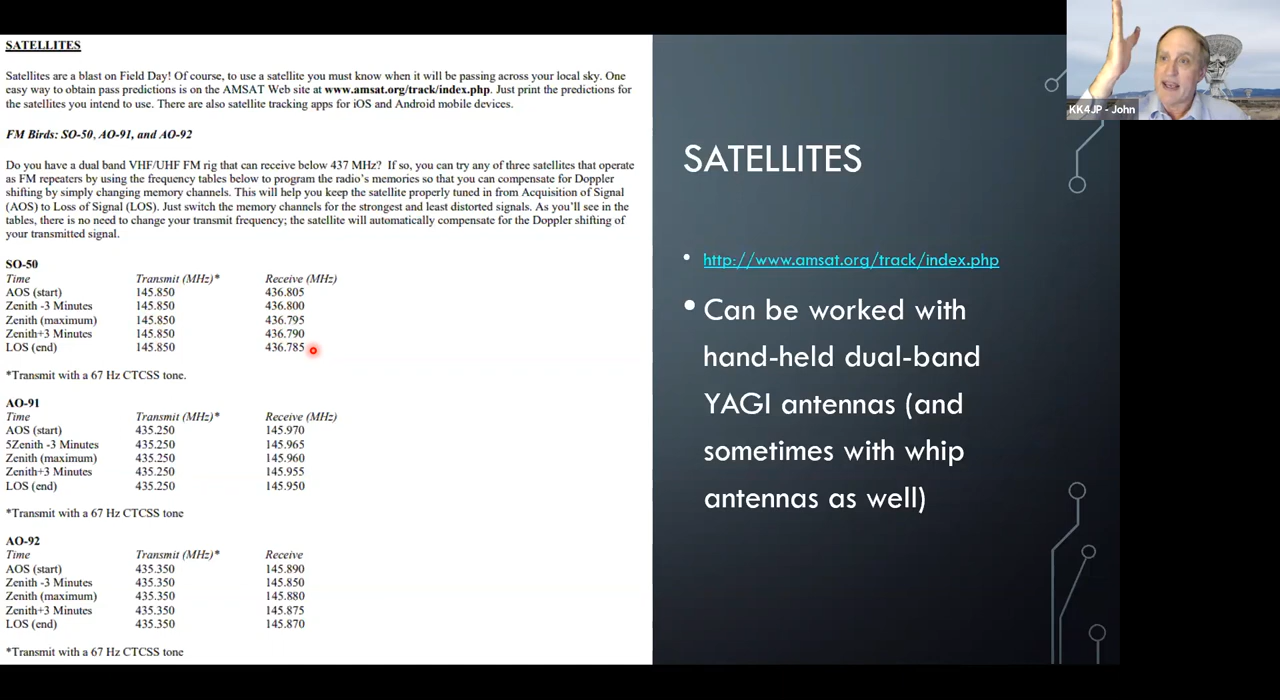 SATELLITES
Satellites are a blast on Field Day! Of course, to use a satellite you must know when it will be passing across your local sky. One
easy way to obtain pass predictions is on the AMSAT Web site at www.amsat.org/track/index.php. Just print the predictions for
the satellites you intend to use. There are also satellite tracking apps for iOS and Android mobile devices.
FM Birds: SO-50, AO-91, and AO-92
Do you have a dual band VHF/UHF FM rig that can receive below 437 MHz? If so, you can try any of three satellites that operate
as FM repeaters by using the frequency tables below to program the radio's memories so that you can compensate for Doppler
shifting by simply changing memory channels. This will help you keep the satellite properly tuned in from Acquisition of Signal
(AOS) to Loss of Signal (LOS). Just switch the memory channels for the strongest and least distorted signals. As you'll see in the
tables, there is no need to change your transmit frequency; the satellite will automatically compensate for the Doppler shifting of
your transmitted signal.
SO-50
Time Transmit (MHz)* Receive (MHz)
AOS (start) 145.850 436.805
Zenith -3 Minutes 145.850 436.800
Zenith (maximum) 145.850 436.795
Zenith+3 Minutes 145.850 436.790
LOS (end) 145.850 436.785
*Transmit with a 67 Hz CTCSS tone.
AO-91
Time Transmit (MHz)* Receive (MHz)
AOS (start) 435.250 145.970
5Zenith -3 Minutes 435.250 145.965
Zenith (maximum) 435.250 145.960
Zenith+3 Minutes 435.250 145.955
LOS (end) 435.250 145.950
*Transmit with a 67 Hz CTCSS tone
AO-92
Time Transmit (MHz)* Receive
AOS (start) 435.350 145.890
Zenith -3 Minutes 435.350 145.850
Zenith (maximum) 435.350 145.880
Zenith+3 Minutes 435.350 145.875
LOS (end) 435.350 145.870
*Transmit with a 67 Hz CTCSS tone
SATELLITES
• http://www.amsat.org/track/index.php
• Can be worked with
hand-held dual-band
YAGI antennas (and
sometimes with whip
antennas as well)
KK4JP - John